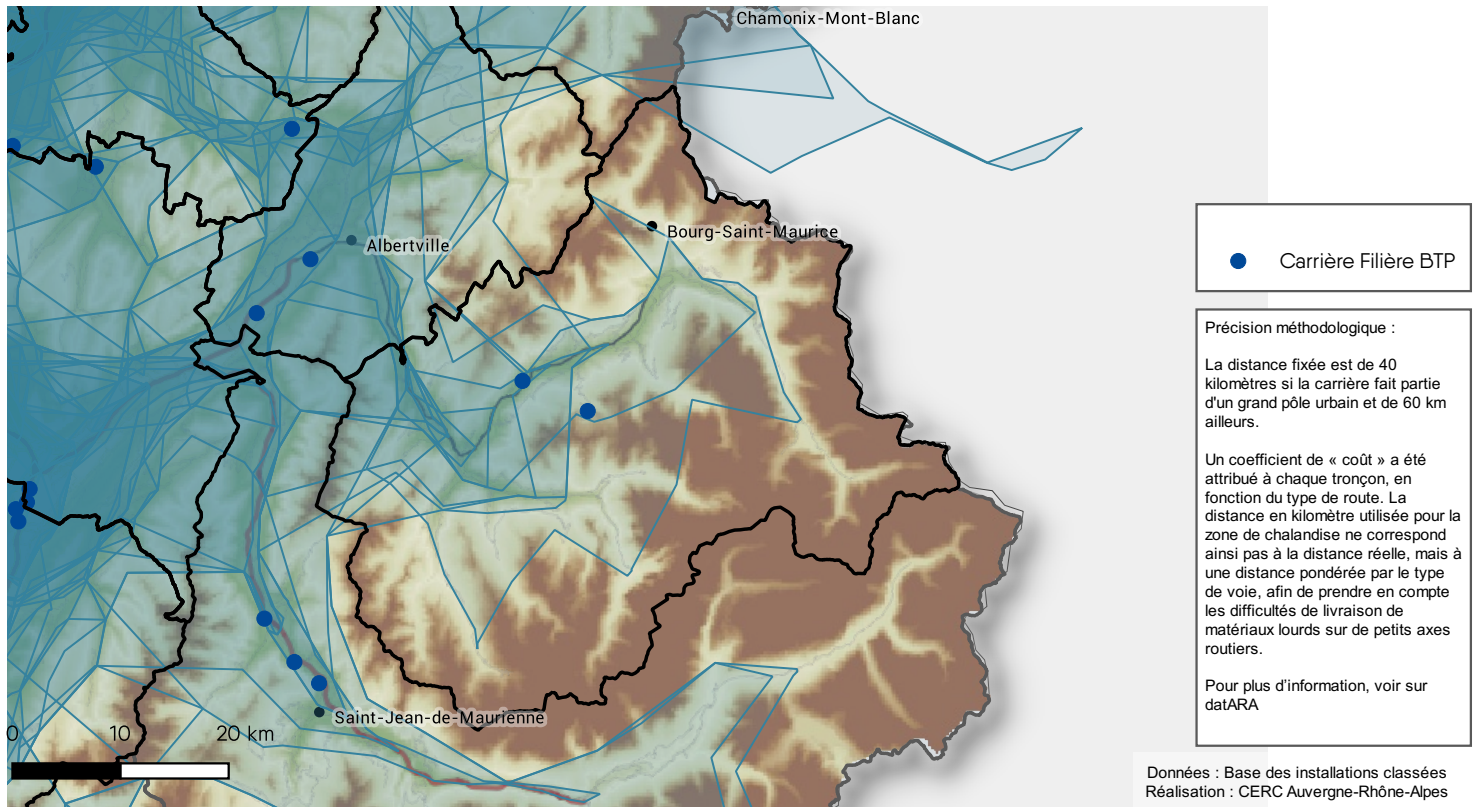 Chamonix-Mont-Blanc
Albertville
Bourg-Saint-Maurice
Saint-Jean-de-Maurienne
0 10 20 km
Carrière Filière BTP
Précision méthodologique :
La distance fixée est de 40
kilomètres si la carrière fait partie
d'un grand pôle urbain et de 60 km
ailleurs.
Un coefficient de « coût » a été
attribué à chaque tronçon, en
fonction du type de route. La
distance en kilomètre utilisée pour la
zone de chalandise ne correspond
ainsi pas à la distance réelle, mais à
une distance pondérée par le type
de voie, afin de prendre en compte
les difficultés de livraison de
matériaux lourds sur de petits axes
routiers.
Pour plus d'information, voir sur
datARA
Données : Base des installations classées
Réalisation : CERC Auvergne-Rhône-Alpes